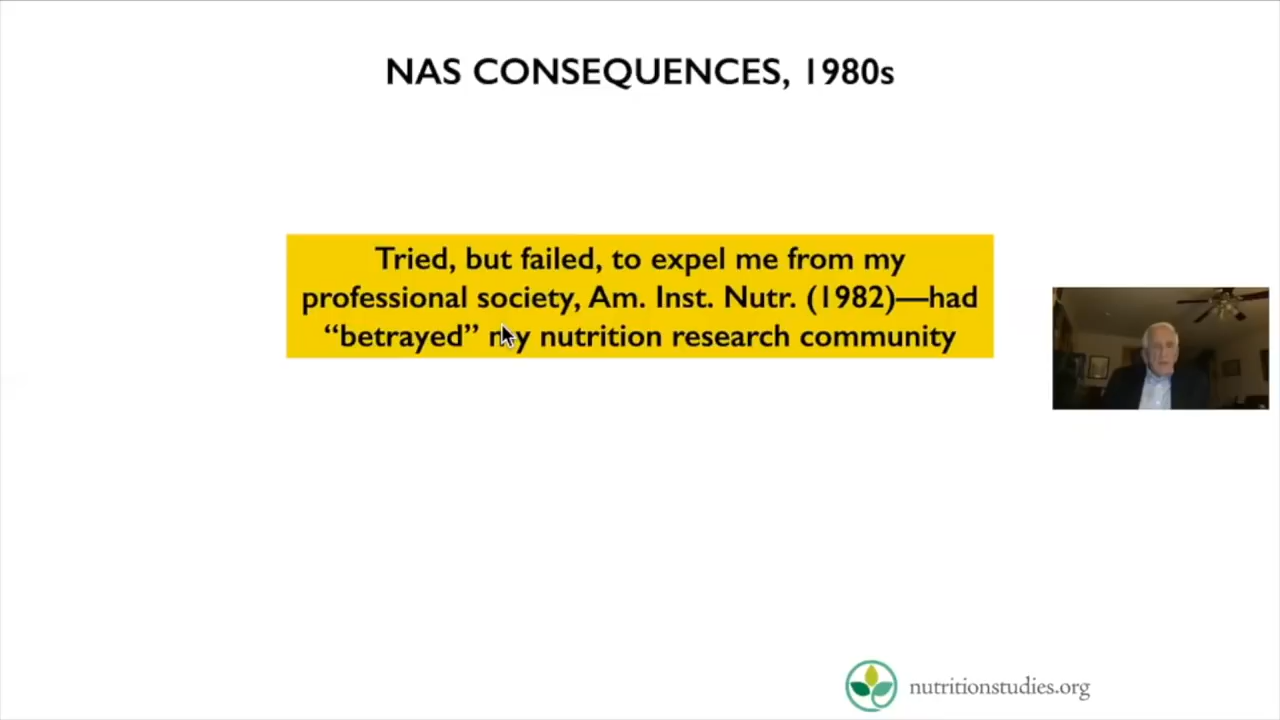 NAS CONSEQUENCES, 1980s
Tried, but failed, to expel me from my
professional society, Am. Inst. Nutr. (1982)—had
“betrayed” my nutrition research community
nutritionstudies.org